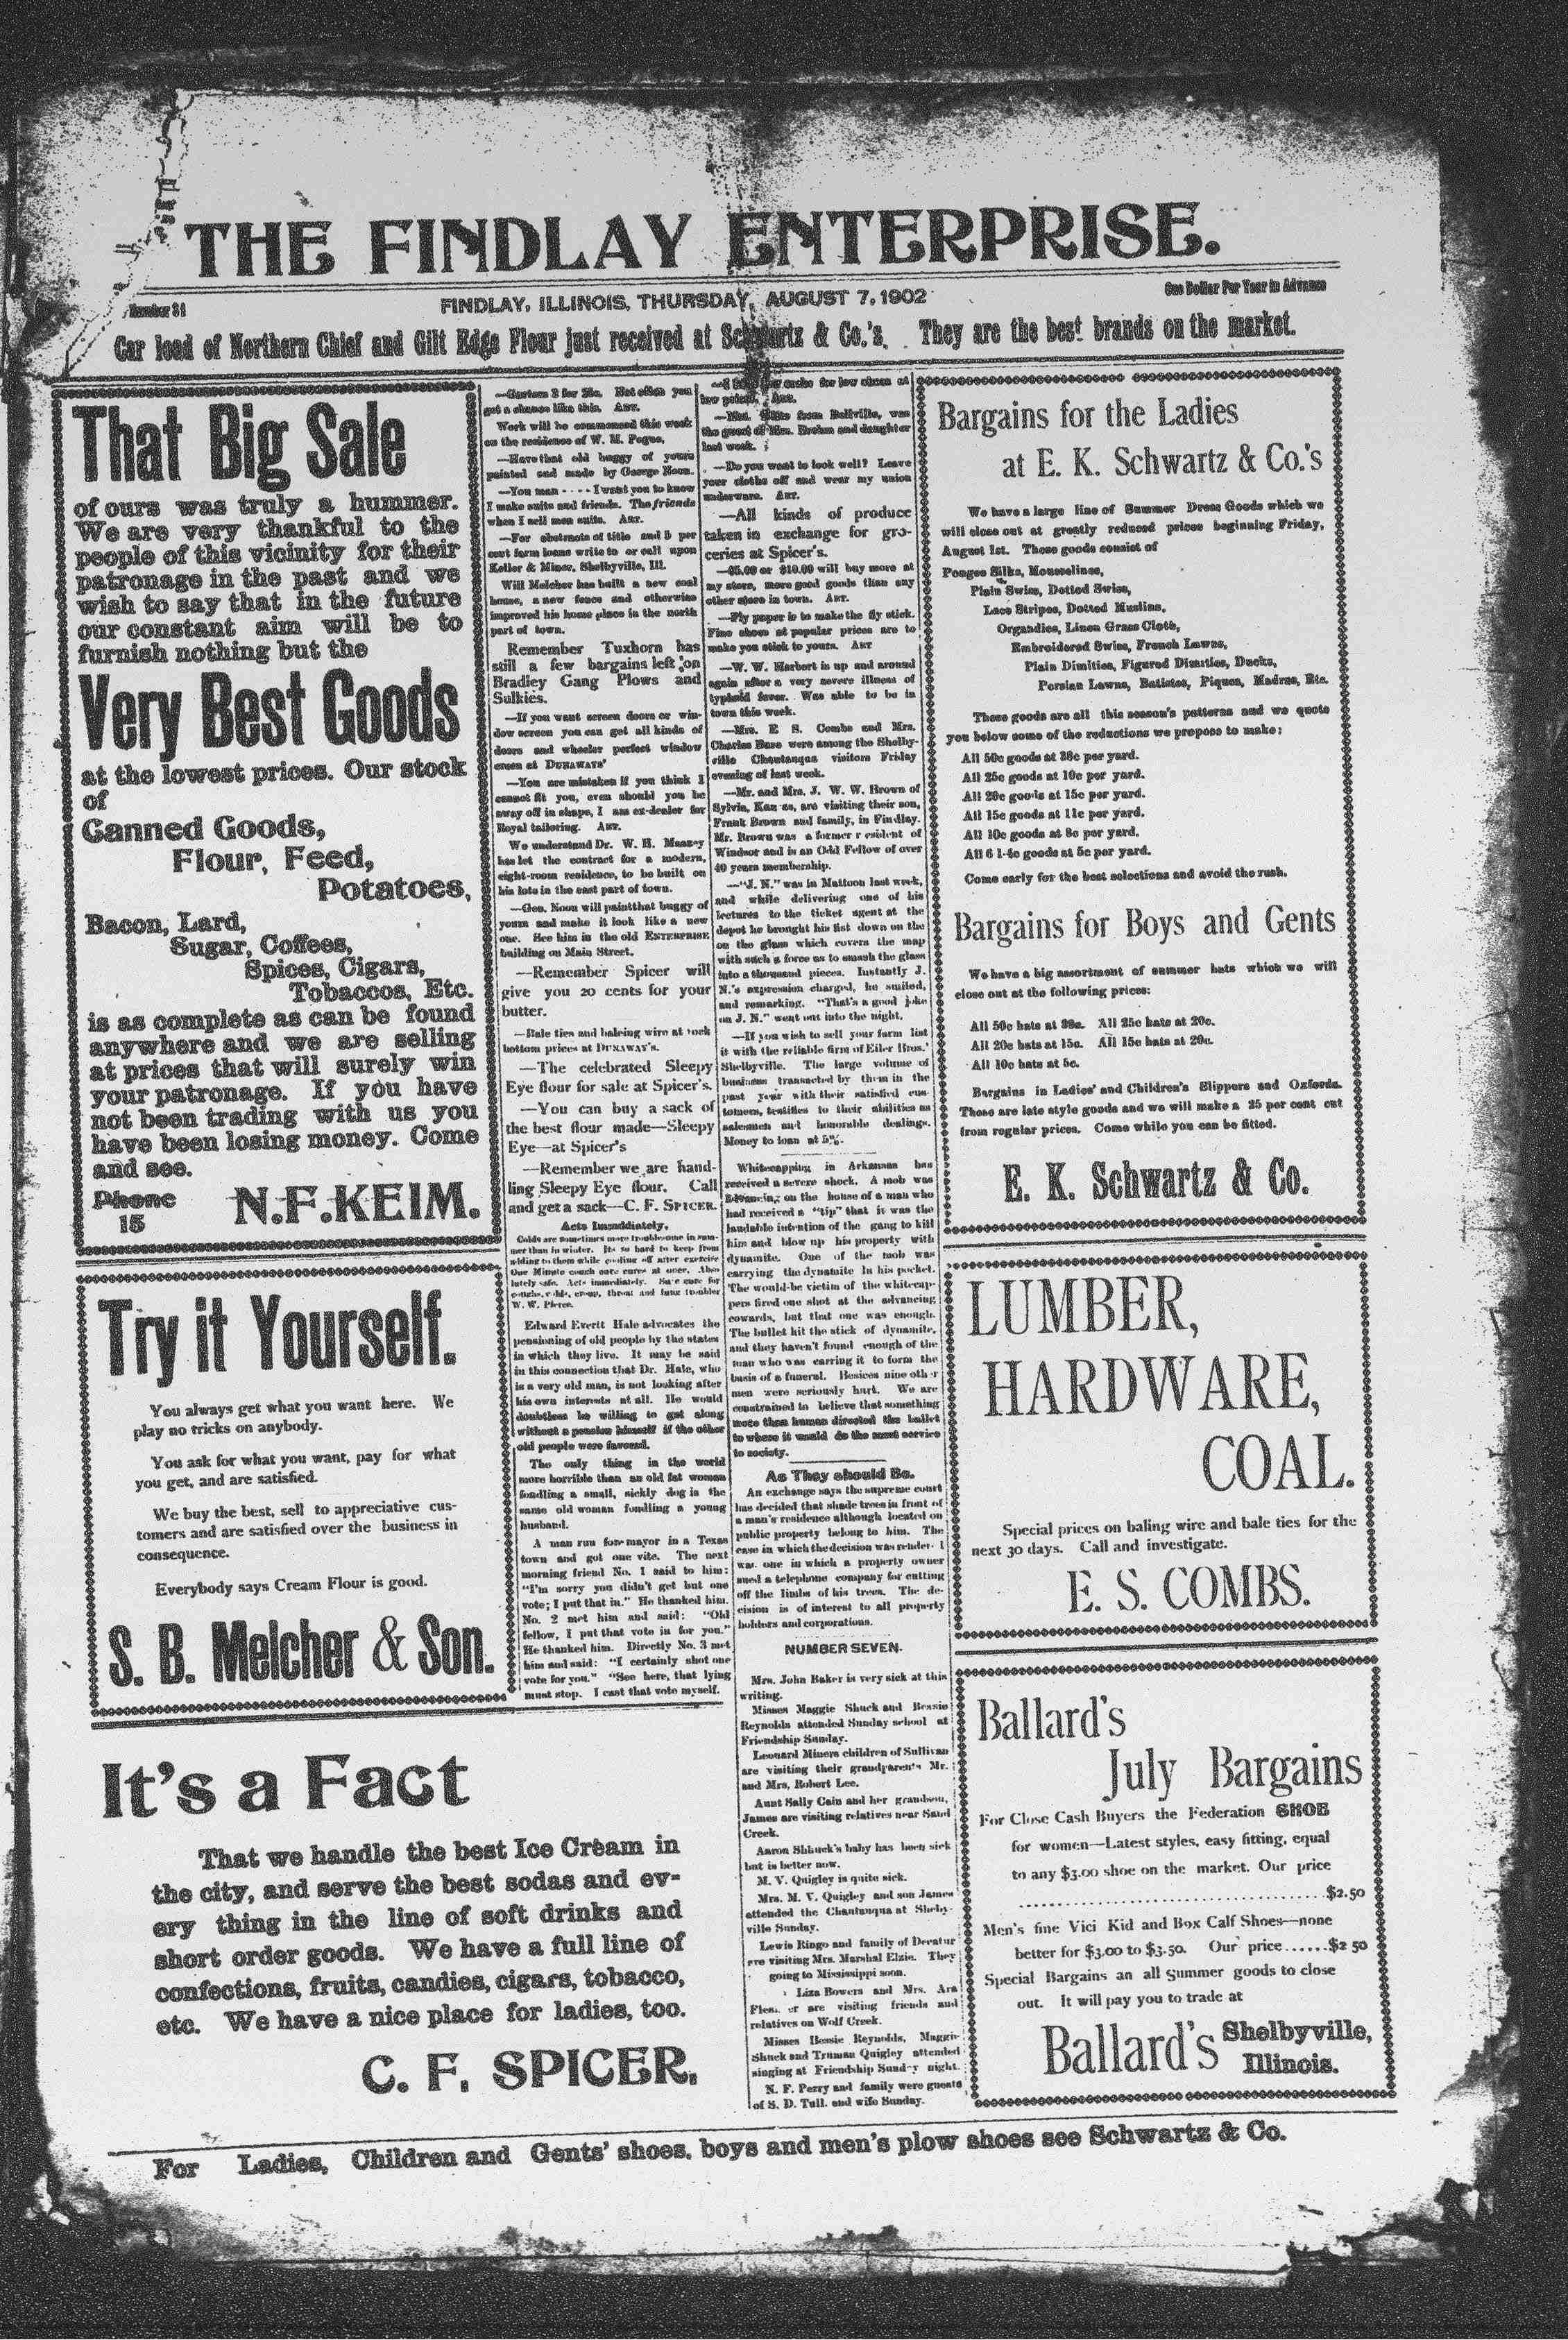 THE FINDLAY ENTERPRISE.
Number 31
FINDLAY, ILLINOIS, THURSDAY, AUGUST 7, 1902
One Dollar Per Year in Advance
Car load of Northern Chief and Gilt Edge Flour just received at Schwartz & Co.'s. They are the best brands on the market.
That Big Sale
of ours was truly a hummer.
We are very thankful to the
people of this vicinity for their
patronage in the past and we
wish to say that in the future
our constant aim will be to
furnish nothing but the
Very Best Goods
at the lowest prices. Our stock
of
Canned Goods,
Flour, Feed,
Potatoes,
Bacon, Lard,
Sugar, Coffees,
Spices, Cigars,
Tobaccos, Etc.
is as complete as can be found
anywhere and we are selling
at prices that will surely win
your patronage. If you have
not been trading with us you
have been losing money. Come
and see.
Phone
15
N.F.KEIM.
Try it Yourself.
You always get what you want here. We
play no tricks on anybody.
You ask for what you want, pay for what
you get, and are satisfied.
We buy the best, sell to appreciative cus-
tomers and are satisfied over the business in
consequence.
Everybody says Cream Flour is good.
S. B. Melcher & Son.
It's a Fact
That we handle the best Ice Cream in
the city, and serve the best sodas and ev-
ery thing in the line of soft drinks and
short order goods. We have a full line of
confections, fruits, candies, cigars, tobacco,
etc. We have a nice place for ladies, too.
C. F. SPICER.
2 for Not often you
got a chance like this. ART.
Work will be commenced this week
on the residence of W. M. Pogue.
—Have that old buggy of yours
painted and made by George Noon.
—You man - - - - I want you to know
I make suits and friends. The friends
when I sell men suits. ART.
—For abstracts of title and 5 per
cent farm loans write to or call upon
Keller & Miner, Shelbyville, Ill.
Will Melcher has built a new coal
house, a new fence and otherwise
improved his home place in the north
part of town.
Remember Tuxhorn has
still a few bargains left on
Bradley Gang Plows and
Sulkies.
—If you want screen doors or win-
dow screen you can get all kinds of
doors and wheeler perfect window
at DUNAWAYS'
—You are mistaken if you think I
cannot fit you, even should you be
away off in shape, I am ex-dealer for
Royal tailoring. ART.
We understand Dr. W. H. Maxzey
has let the contract for a modern,
eight-room residence, to be built on
his lots in the east part of town.
—Geo. Noon will paintthat buggy of
yours and make it look like a new
one. See him in the old ENTERPRISE
building on Main Street.
—Remember Spicer will
give you 20 cents for your
butter.
—Bale ties and baleing wire at rock
bottom prices at DUNAWAY'S.
—The celebrated Sleepy
Eye flour for sale at Spicer's.
—You can buy a sack of
the best flour made—Sleepy
Eye—at Spicer's
—Remember we are hand-
ling Sleepy Eye flour. Call
and get a sack—C. F. SPICER.
Acts Immediately.
Colds are sometimes more troublesome in sum-
mer than in winter. Its so hard to keep from
adding to them while cooling off after exercise
One Minute cough cure cures at once. Abso
lutely safe. Acts immediately. Sure cure for
coughs, colds, croup, throat and lung troubles
W. W. Pierce.
Edward Everit Hale advocates the
pensioning of old people by the states
in which they live. It may be said
in this connection that Dr. Hale, who
is a very old man, is not looking after
his own interests at all. He would
doubtless be willing to get along
without a pension himself if the other
old people were favored.
The only thing in the world
more horrible than an old fat woman
fondling a small, sickly dog is the
same old woman fondling a young
husband.
A man run for mayor in a Texas
town and got one vite. The next
morning friend No. 1 said to him:
"I'm sorry you didn't get but one
vote; I put that in." He thanked him.
No. 2 met him and said: "Old
fellow, I put that vote in for you."
He thanked him. Directly No. 3 met
him and said: "I certainly shot one
vote for you." "See here, that lying
must stop. I cast that vote myself.
low prices. ART.
—Mrs. from Bellville, was
the guest of Mrs. Brohm and daughter
last week.
—Do you want to look well? Leave
your cloths off and wear my union
underware. ART.
—All kinds of produce
taken in exchange for gro-
ceries at Spicer's.
—$5.00 or $10.00 will buy more at
my store, more good goods than any
other store in town. ART.
—Fly paper is to make the fly stick.
Fine shoes at popular prices are to
make you stick to yours. ART
—W. W. Herbert is up and around
again after a very severe illness of
typhoid fever. Was able to be in
town this week.
—Mrs. E S. Combs and Mrs.
Charles Base were among the Shelby-
ville Chautauqua visitors Friday
evening of last week.
—Mr. and Mrs. J. W. W. Brown of
Sylvia, Kansas, are visiting their son,
Frank Brown and family, in Findlay.
Mr. Brown was a former resident of
Windsor and is an Odd Fellow of over
40 years membership.
—"J. N." was in Mattoon last week,
and while delivering one of his
lectures to the ticket agent at the
depot he brought his fist down on the
on the glass which covers the map
with such a force as to smash the glass
into a thousand pieces. Instantly J.
N.'s expression charged, he smiled,
and remarking. "That's a good joke
on J. N." went out into the night.
—If you wish to sell your farm list
it with the reliable firm of Eiler Bros.'
Shelbyville. The large volume of
business transacted by them in the
past year with their satisfied cus-
tomers, testifies to their abilities as
salesmen and honorable dealings.
Money to loan at 5%.
Whitecapping in Arkansas has
received a severe shock. A mob was
advancing on the house of a man who
had received a "tip" that it was the
laudable intention of the gang to kill
him and blow up his property with
dynamite. One of the mob was
carrying the dynamite in his pocket.
The would-be victim of the whitecap-
pers fired one shot at the advancing
cowards, but that one was enough.
The bullet hit the stick of dynamite,
and they haven't found enough of the
man who was carring it to form the
basis of a funeral. Besices nine other
men were seriously hurt. We are
constrained to believe that something
more than human directed the bullet
to where it would do the most service
to society.
As They should Be.
An exchange says the supreme court
has decided that shade trees in front of
a man's residence although located on
public property belong to him. The
case in which the decision was render-1
was one in which a property owner
sued a telephone company for cutting
off the limbs of his trees. The de-
cision is of interest to all property
holders and corporations.
NUMBER SEVEN.
Mrs. John Baker is very sick at this
writing.
Misses Maggie Shuck and Bessie
Reynolds attended Sunday school at
Friendship Sunday.
Leonard Miners children of Sullivan
are visiting their grandparents Mr.
and Mrs, Robert Lee.
Aunt Sally Cain and her grandson,
James are visiting relatives near Sand
Creek.
Aaron Shhuck's baby has been sick
but is better now.
M. V. Quigley is quite sick.
Mrs. M. V. Quigley and son James
attended the Chautauqua at Shelby-
ville Sunday.
Lewis Ringo and family of Decatur
are visiting Mrs. Marshal Elzie. They
going to Mississippi soon.
Liza Bowers and Mrs. Ara
are visiting friends and
relatives on Wolf Creek.
Misses Bessie Reynolds, Maggie
Shuck and Truman Quigley attended
singing at Friendship Sunday night.
N. F. Perry and family were guests
of S. D. Tull. and wife Sunday.
Bargains for the Ladies
at E. K. Schwartz & Co.'s
We have a large line of Summer Dress Goods which we
will close out at greatly reduced prices beginning Friday,
August 1st. These goods consist of
Pongee Silks, Mousselines,
Plain Swiss, Dotted Swiss,
Lace Stripes, Dotted Muslins,
Organdies, Linen Grass Cloth,
Embroidered Swiss, French Lawns,
Plain Dimities, Figured Dimities, Ducks,
Persian Lawns, Batistes, Piques, Madras, Etc.
These goods are all this season's patterns and we quote
you below some of the reductions we propose to make:
All 50c goods at 38c per yard.
All 25c goods at 19c per yard.
All 20c goods at 15c per yard.
All 15c goods at 11c per yard.
All 10c goods at 8c per yard.
All 6 1-4c goods at 5c per yard.
Come early for the best selections and avoid the rush.
Bargains for Boys and Gents
We have a big assortment of summer hats which we will
close out at the following prices:
All 50c hats at 39c. All 25c hats at 20c.
All 20c hats at 15c. All 15c hats at 20c.
All 10c hats at 5c.
Bargains in Ladies' and Children's Slippers and Oxfords.
These are late style goods and we will make a 25 per cent cut
from regular prices. Come while you can be fitted.
E. K. Schwartz & Co.
LUMBER,
HARDWARE,
COAL.
Special prices on baling wire and bale ties for the
next 30 days. Call and investigate.
E. S. COMBS.
Ballard's
July Bargains
For Close Cash Buyers the Federation SHOE
for women—Latest styles, easy fitting, equal
to any $3.00 shoe on the market. Our price
........................................$2.50
Men's fine Vici Kid and Box Calf Shoes—none
better for $3.00 to $3.50. Our price......$2 50
Special Bargains an all Summer goods to close
out. It will pay you to trade at
Ballard's Shelbyville,
Illinois.
For Ladies, Children and Gents' shoes, boys and men's plow shoes see Schwartz & Co.